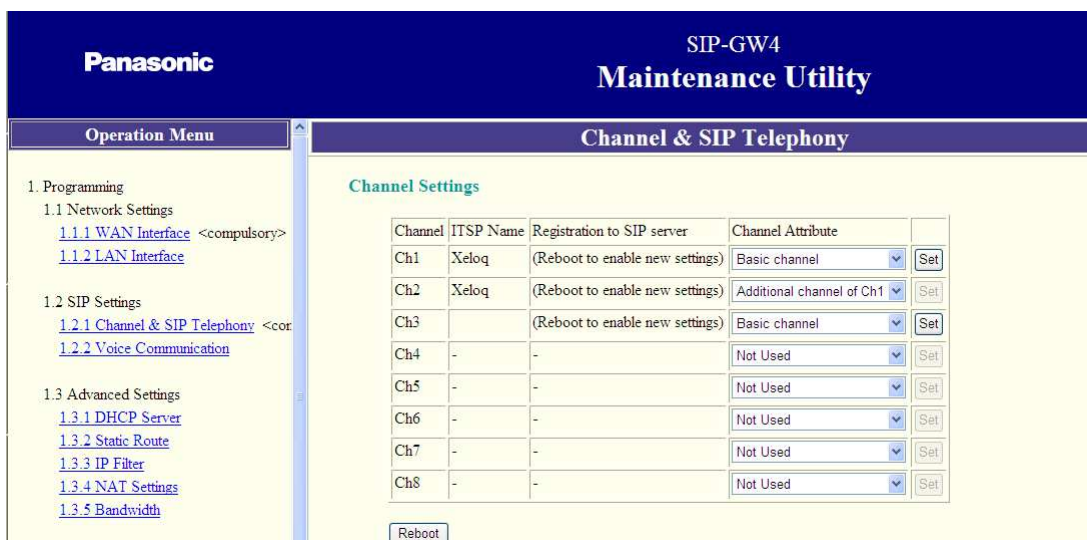 Panasonic
SIP-GW4
Maintenance Utility
Operation Menu
1. Programming
1.1 Network Settings
1.1.1 WAN Interface <compulsory>
1.1.2 LAN Interface
1.2 SIP Settings
1.2.1 Channel & SIP Telephony <con
1.2.2 Voice Communication
1.3 Advanced Settings
1.3.1 DHCP Server
1.3.2 Static Route
1.3.3 IP Filter
1.3.4 NAT Settings
1.3.5 Bandwidth
Channel & SIP Telephony
Channel Settings
Channel ITSP Name Registration to SIP server Channel Attribute
Ch1 Xeloq (Reboot to enable new settings) Basic channel Set
Ch2 Xeloq (Reboot to enable new settings) Additional channel of Ch1 Set
Ch3 (Reboot to enable new settings) Basic channel Set
Ch4 - - Not Used Set
Ch5 - - Not Used Set
Ch6 - - Not Used Set
Ch7 - - Not Used Set
Ch8 - - Not Used Set
Reboot